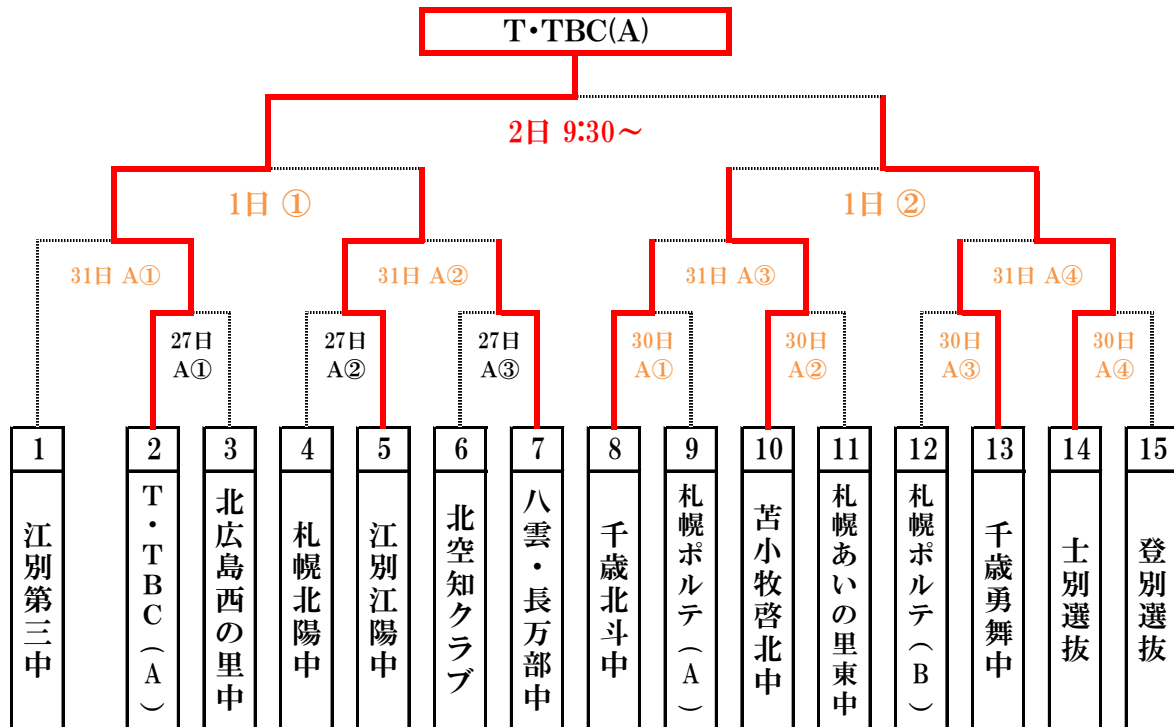 T・TBC(A)
2日 9:30～
1日 ①
1日 ②
31日 A①
31日 A②
31日 A③
31日 A④
27日
A①
27日
A②
27日
A③
30日
A①
30日
A②
30日
A③
30日
A④
1
2
3
4
5
6
7
8
9
10
11
12
13
14
15
江別第三中
T・TBC（A）
北広島西の里中
札幌北陽中
江別江陽中
北空知クラブ
八雲・長万部中
千歳北斗中
札幌ポルテ（A）
苫小牧啓北中
札幌あいの里東中
札幌ポルテ（B）
千歳勇舞中
士別選抜
登別選抜